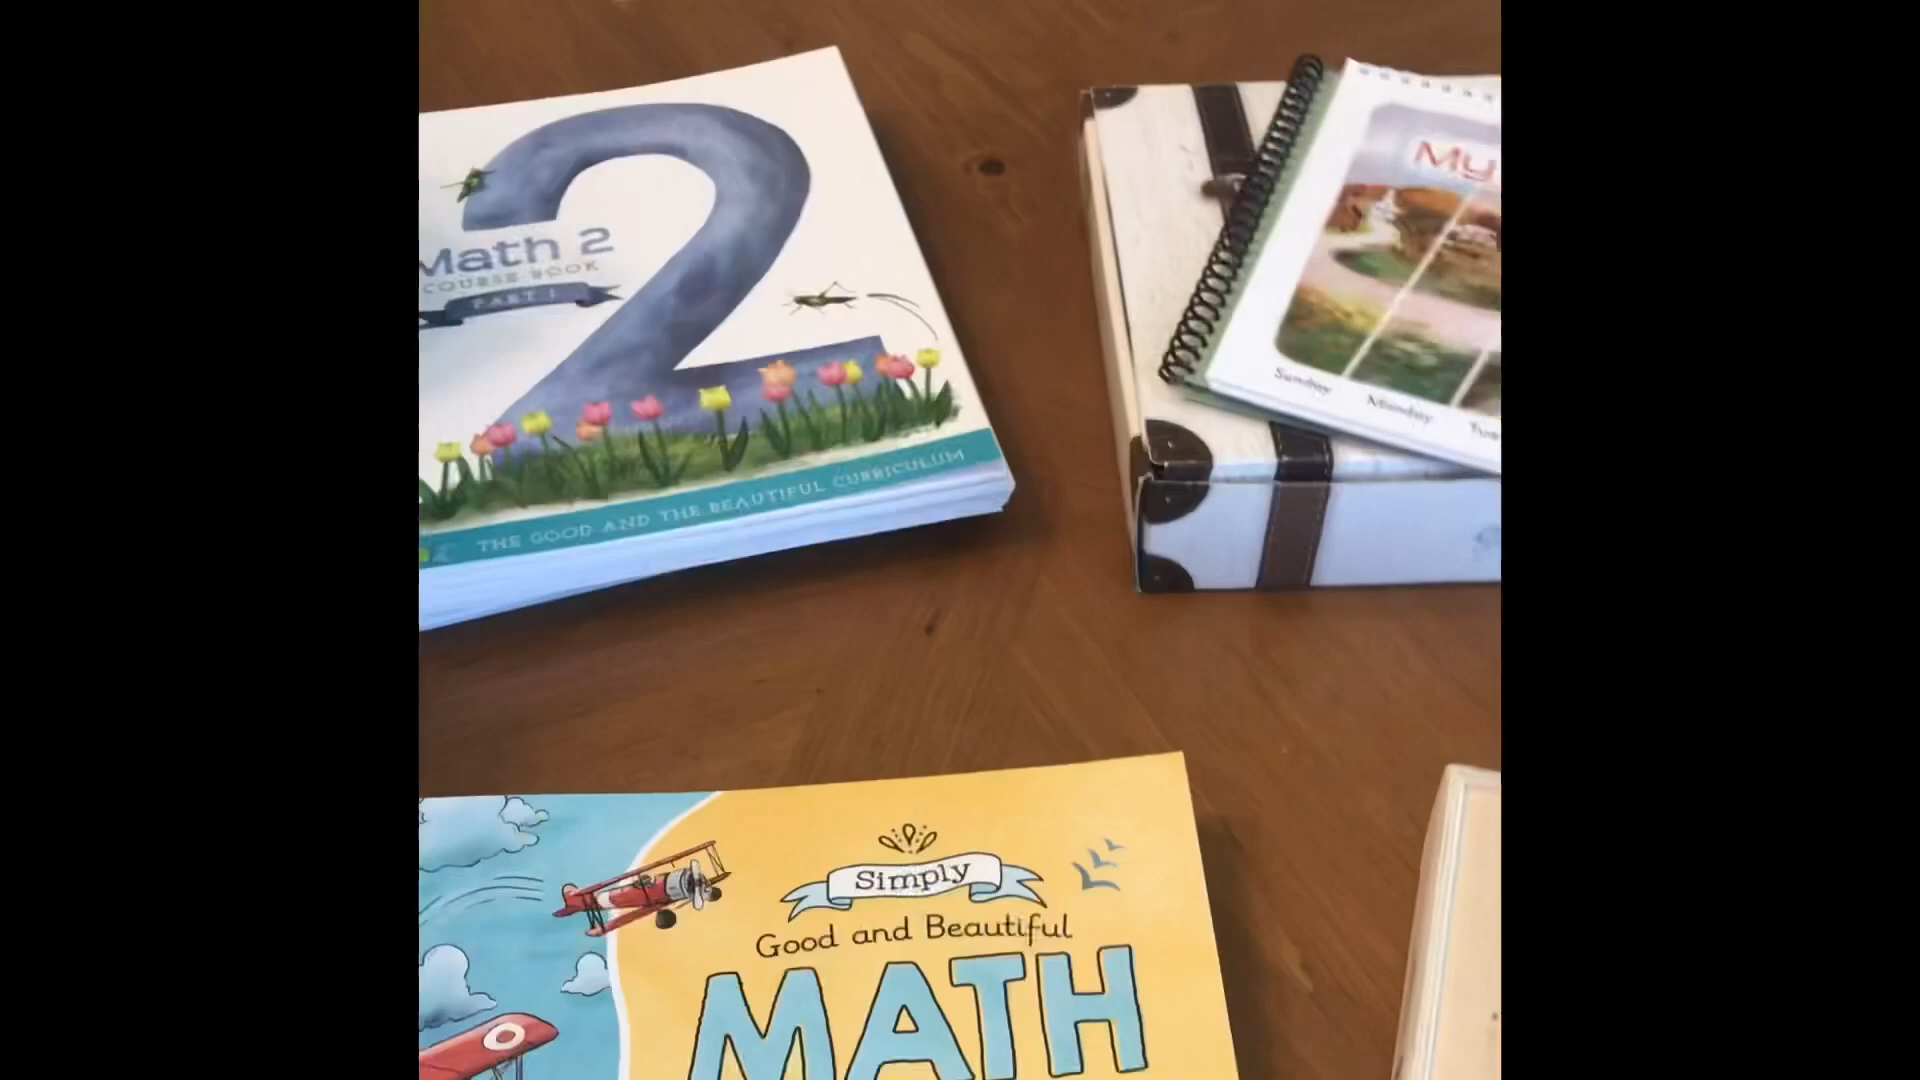 2
Math 2
COURSE BOOK
PART 1
THE GOOD AND THE BEAUTIFUL CURRICULUM
My
Sunday
Monday
Simply
Good and Beautiful
MATH